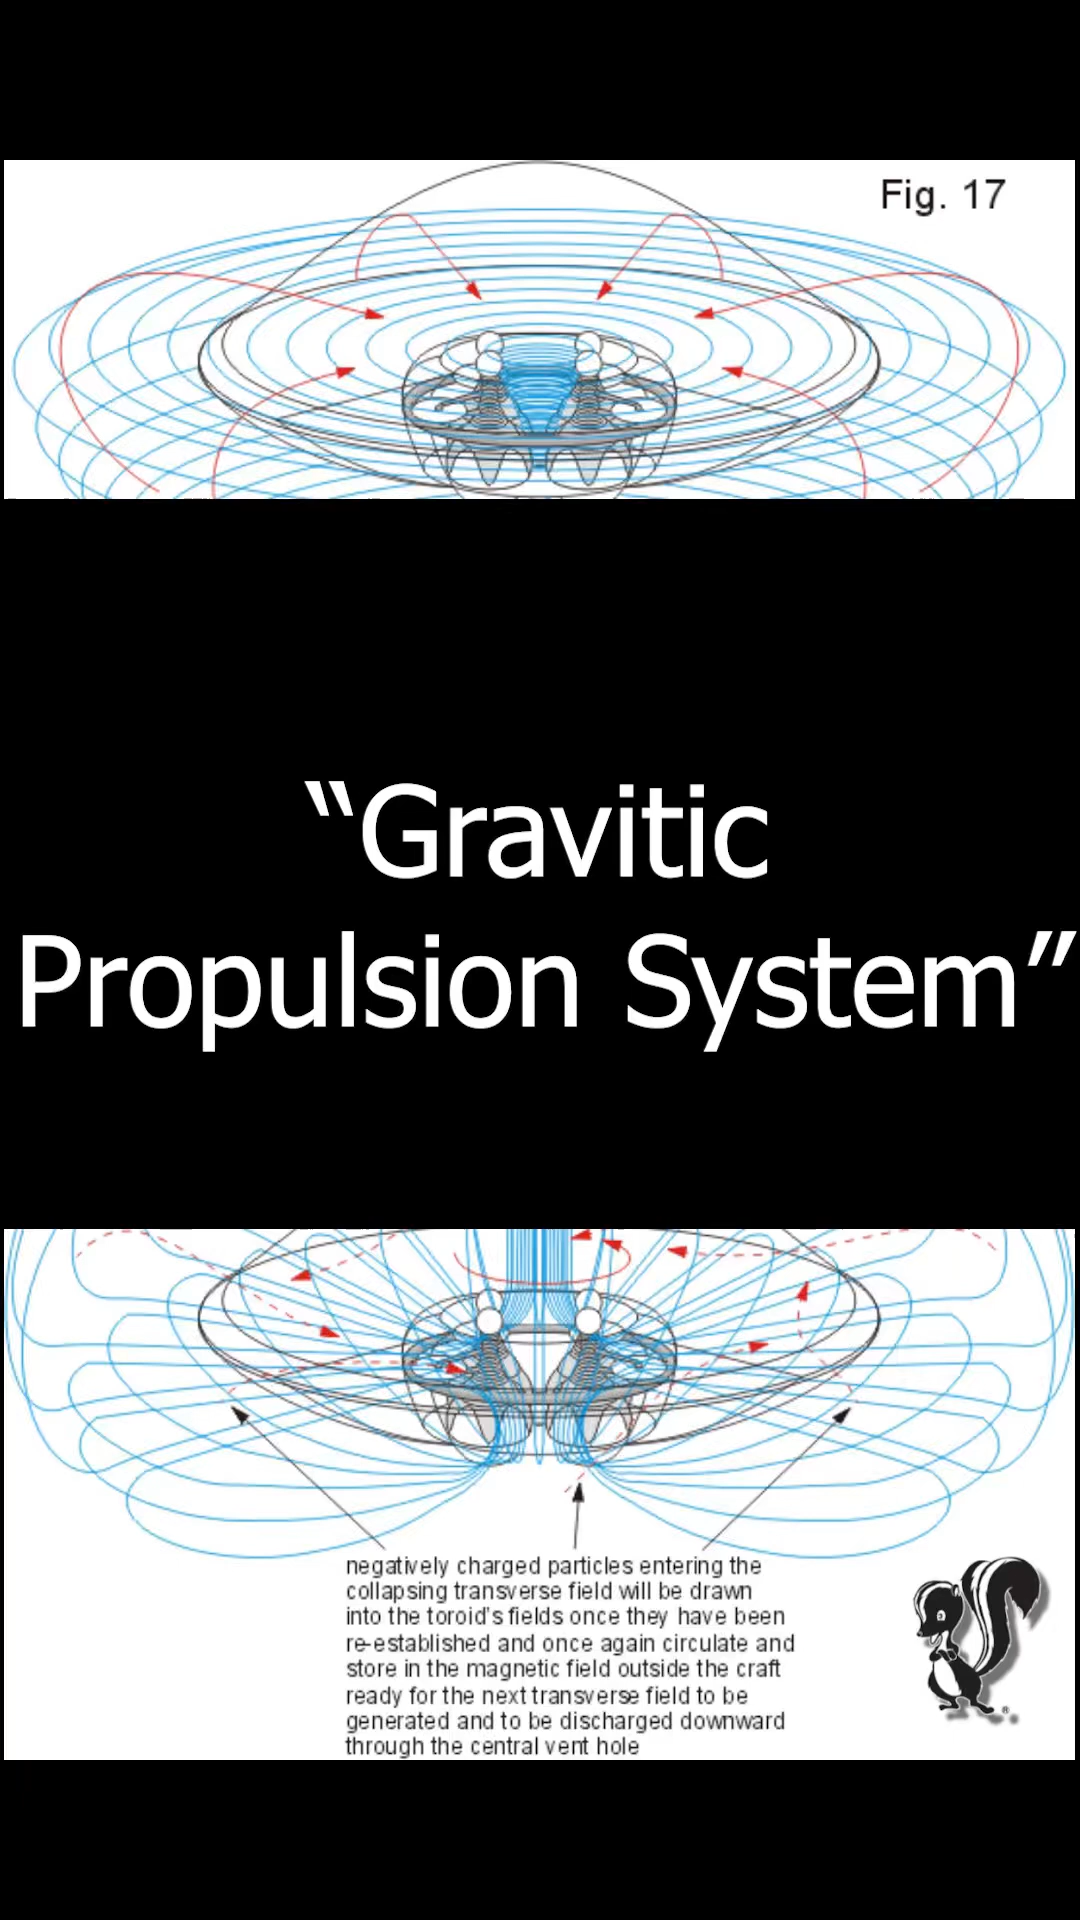 Fig. 17
“Gravitic
Propulsion System”
negatively charged particles entering the
collapsing transverse field will be drawn
into the toroid's fields once they have been
re-established and once again circulate and
store in the magnetic field outside the craft
ready for the next transverse field to be
generated and to be discharged downward
through the central vent hole
®